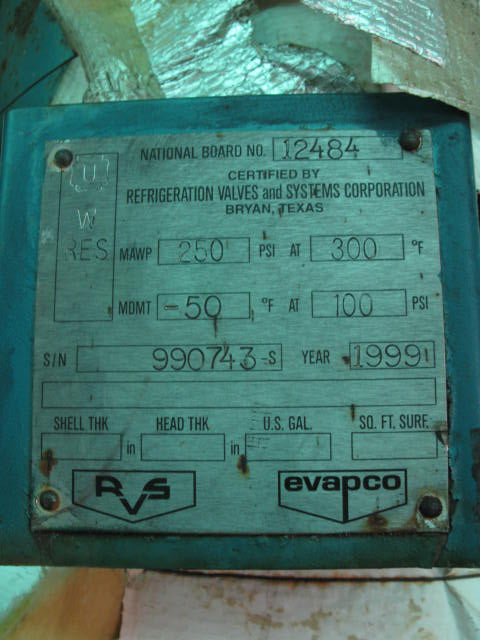 NATIONAL BOARD NO. 12484
CERTIFIED BY
REFRIGERATION VALVES and SYSTEMS CORPORATION
BRYAN, TEXAS
U
W
RES
MAWP 250 PSI AT 300 °F
MDMT -50 °F AT 100 PSI
S/N 990743-S YEAR 1999
SHELL THK HEAD THK U.S. GAL. SQ. FT. SURF.
in in
RVS evapco